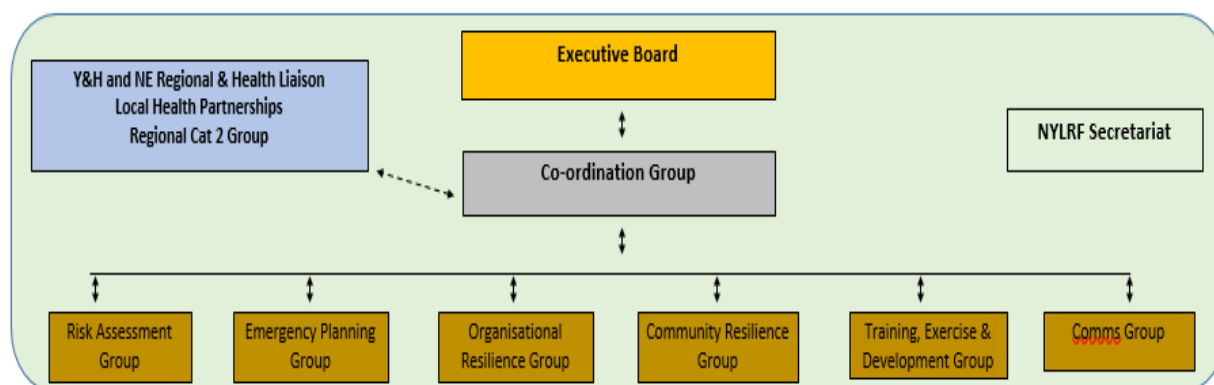 Executive Board
Y&H and NE Regional & Health Liaison
Local Health Partnerships
Regional Cat 2 Group
NYLRF Secretariat
Co-ordination Group
Risk Assessment
Group
Emergency Planning
Group
Organisational
Resilience Group
Community Resilience
Group
Training, Exercise &
Development Group
Comms Group